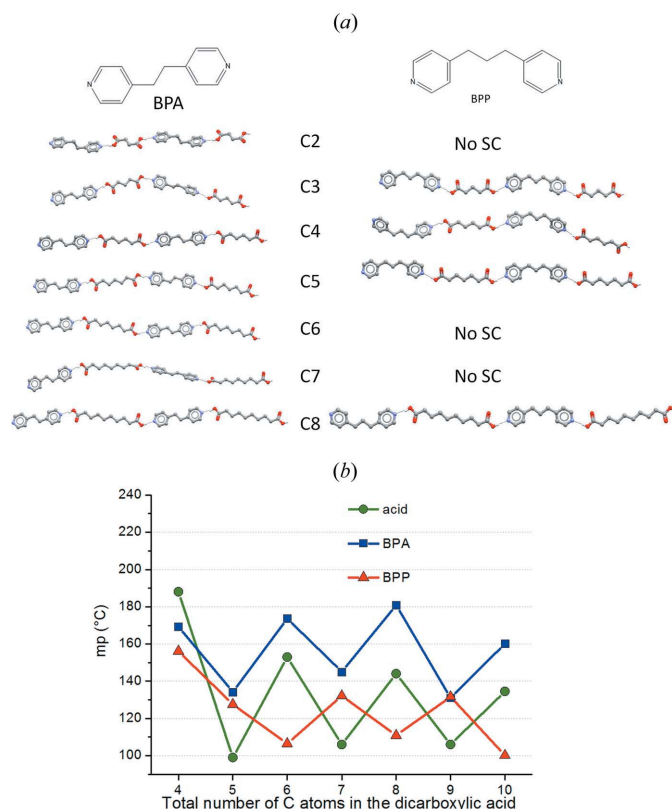 (a)
N
N
BPA
N
N
BPP
C2
No SC
C3
C4
C5
C6
No SC
C7
No SC
C8
(b)
240
220
200
180
160
140
120
100
mp (°C)
acid
BPA
BPP
4 5 6 7 8 9 10
Total number of C atoms in the dicarboxylic acid